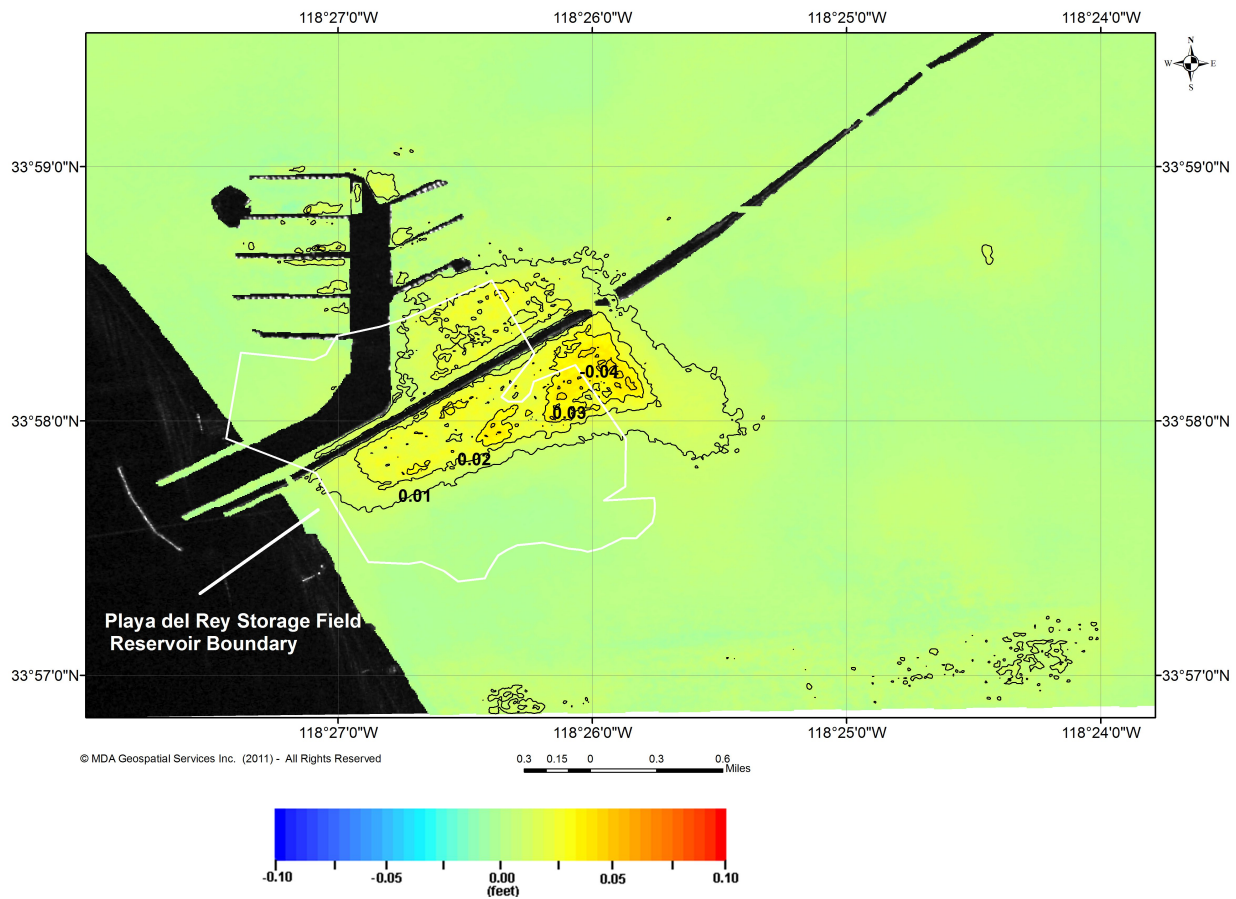 118°27'0"W 118°26'0"W 118°25'0"W 118°24'0"W
N
W E
S
33°59'0"N 33°59'0"N
-0.04
0.03
33°58'0"N 33°58'0"N
0.02
0.01
Playa del Rey Storage Field
Reservoir Boundary
33°57'0"N 33°57'0"N
118°27'0"W 118°26'0"W 118°25'0"W 118°24'0"W
© MDA Geospatial Services Inc. (2011) - All Rights Reserved
0.3 0.15 0 0.3 0.6
Miles
-0.10 -0.05 0.00 0.05 0.10
(feet)